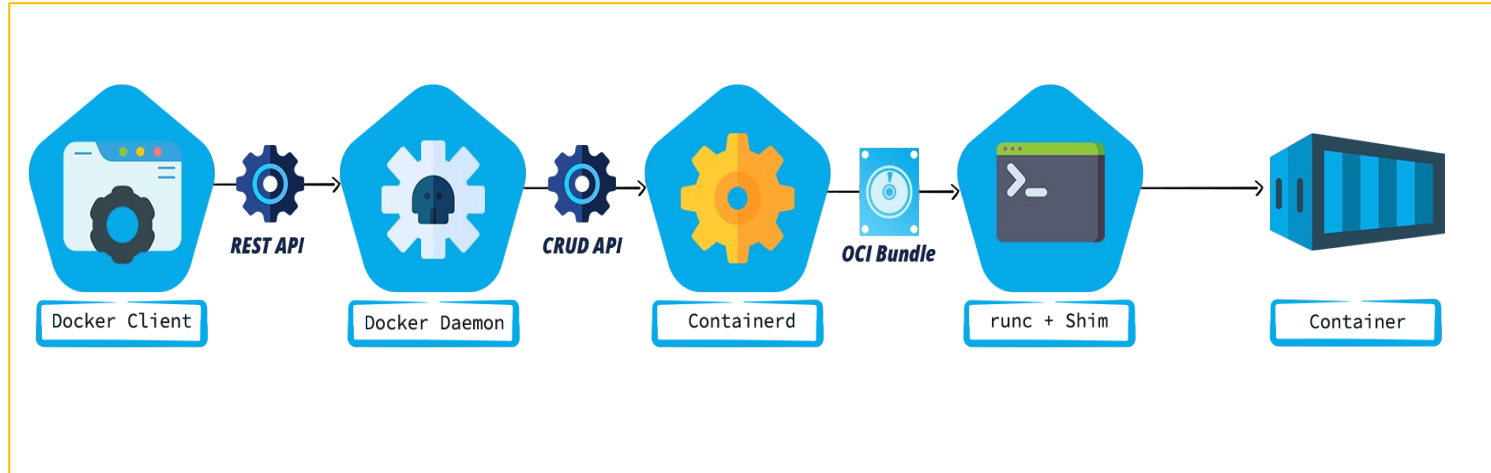 REST API
CRUD API
OCI Bundle
Docker Client
Docker Daemon
Containerd
runc + Shim
Container